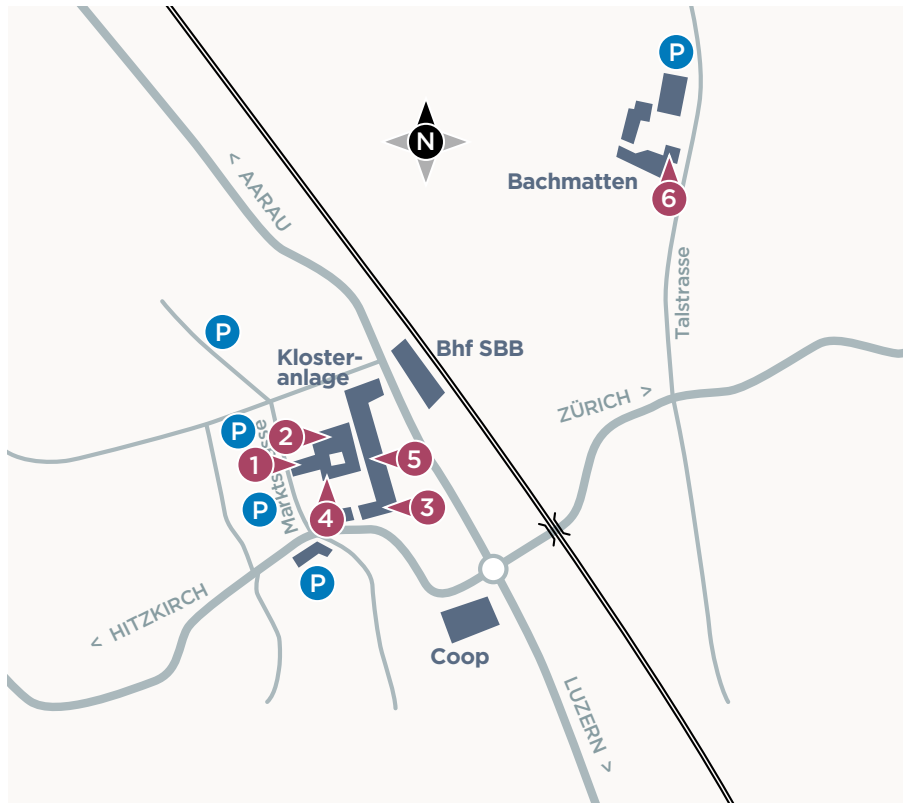 P
N
Bachmatten
6
< AARAU
Talstrasse
P
Kloster-
anlage
Bhf SBB
ZÜRICH >
P
2
1
5
Marktstrasse
P
4
3
P
< HITZKIRCH
Coop
LUZERN >